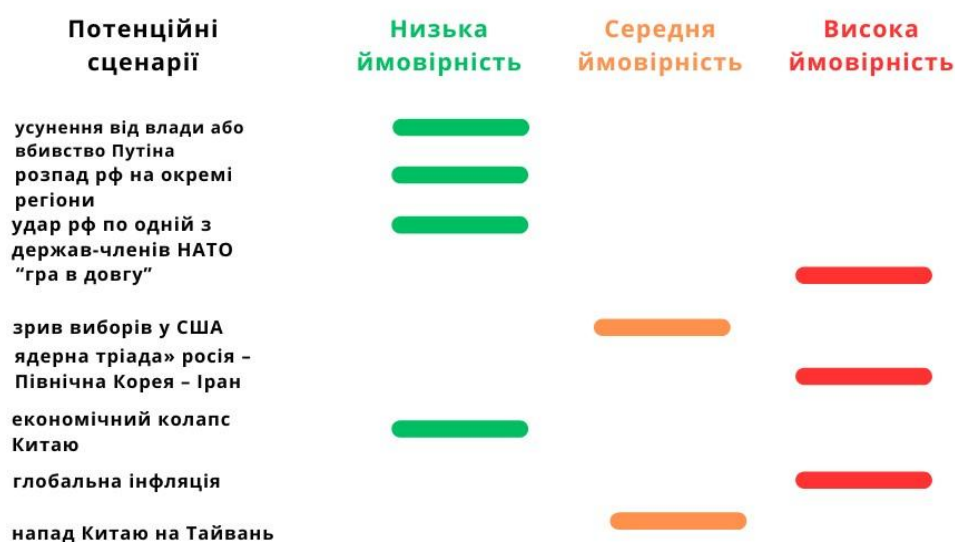 Потенційні
сценарії
Низька
ймовірність
Середня
ймовірність
Висока
ймовірність
усунення від влади або
вбивство Путіна
розпад рф на окремі
регіони
удар рф по одній з
держав-членів НАТО
“гра в довгу”
зрив виборів у США
ядерна тріада» росія –
Північна Корея – Іран
економічний колапс
Китаю
глобальна інфляція
напад Китаю на Тайвань